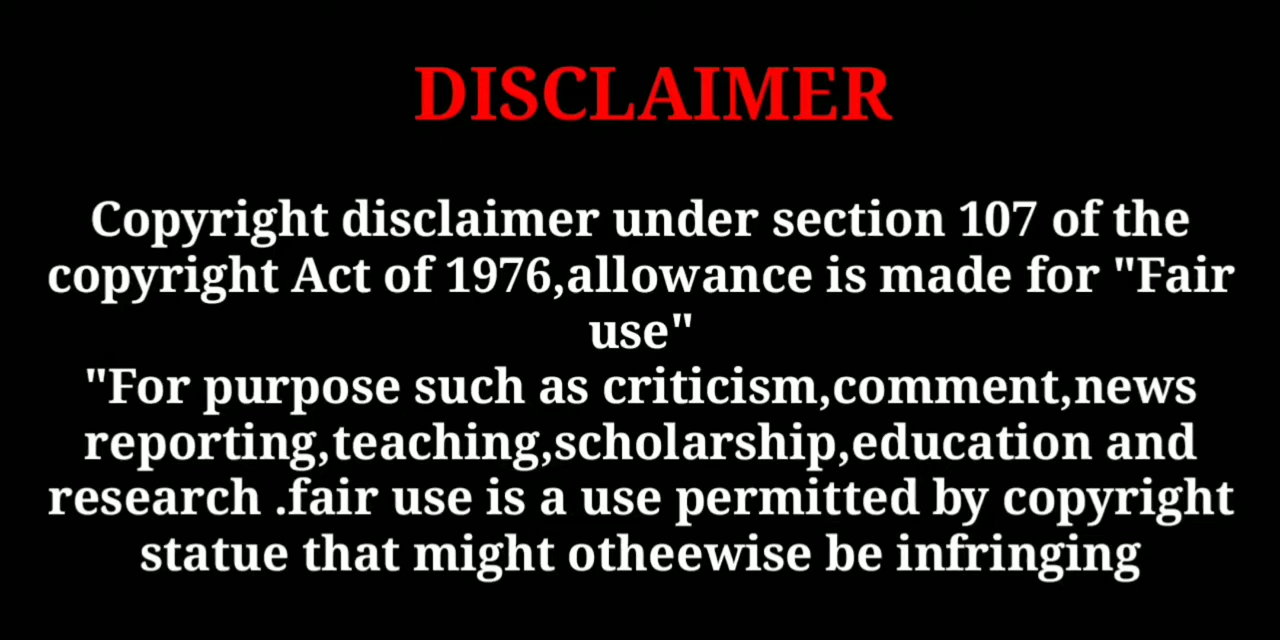 DISCLAIMER
Copyright disclaimer under section 107 of the
copyright Act of 1976,allowance is made for "Fair
use"
"For purpose such as criticism,comment,news
reporting,teaching,scholarship,education and
research .fair use is a use permitted by copyright
statue that might otheewise be infringing